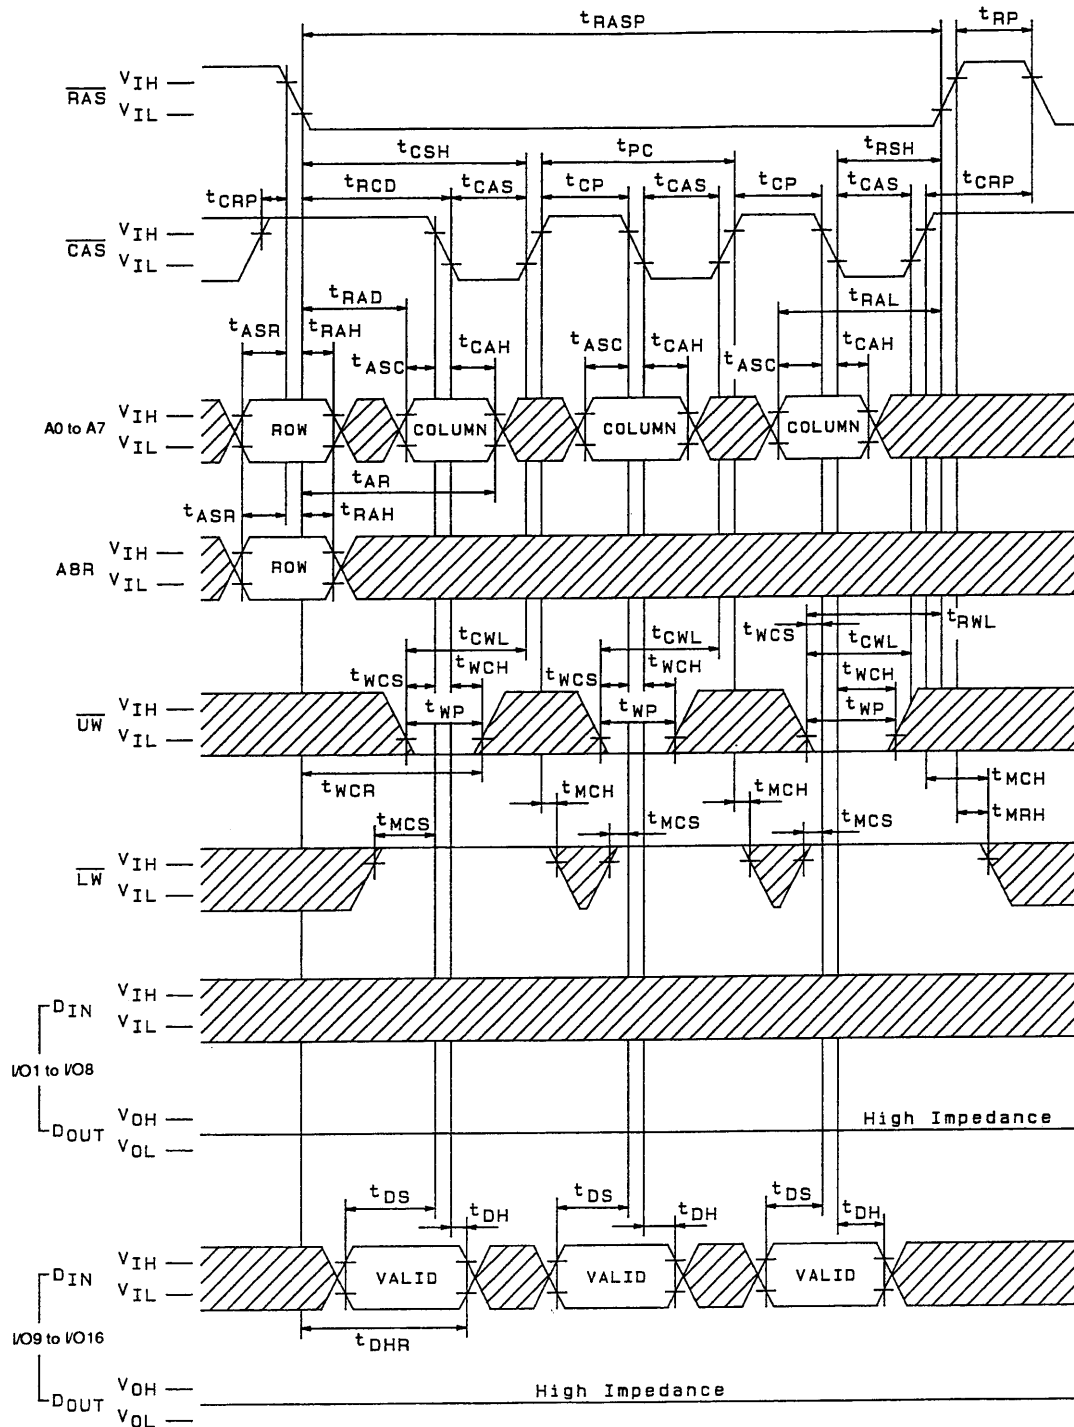 tRASP tRP
RAS VIH
VIL
tCSH tPC tRSH
tCRP tRCD tCAS tCP tCAS tCP tCAS tCRP
CAS VIH
VIL
tRAD tRAL
tASR tRAH tASC tCAH tASC tCAH tASC tCAH
A0 to A7 VIH
VIL
ROW COLUMN COLUMN COLUMN
tAR
tASR tRAH
A8R VIH
VIL
ROW
tRWL
tCWL tCWL tWCS tCWL
tWCS tWCH tWCS tWCH tWCH
UW VIH
VIL
tWP tWP tWP
tWCR tMCH tMCH tMCH
tMCS tMCS tMCS tMRH
LW VIH
VIL
DIN VIH
VIL
I/O1 to I/O8
DOUT VOH
VOL
High Impedance
tDS tDH tDS tDH tDS tDH
DIN VIH
VIL
VALID VALID VALID
I/O9 to I/O16
tDHR
DOUT VOH
VOL
High Impedance